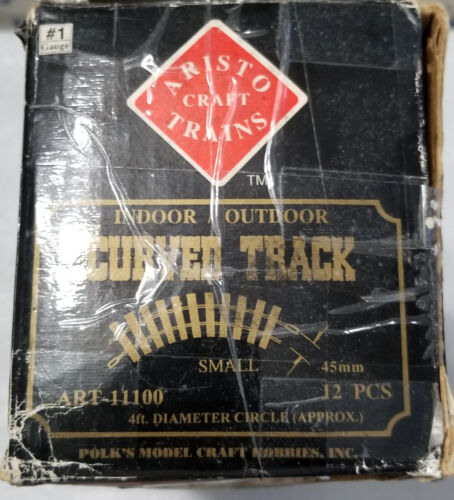 #1
Gauge
ARISTO
CRAFT
TRAINS
TM
INDOOR / OUTDOOR
CURVED TRACK
SMALL
45mm
ART-11100
12 PCS
4ft. DIAMETER CIRCLE (APPROX.)
POLK'S MODEL CRAFT HOBBIES, INC.